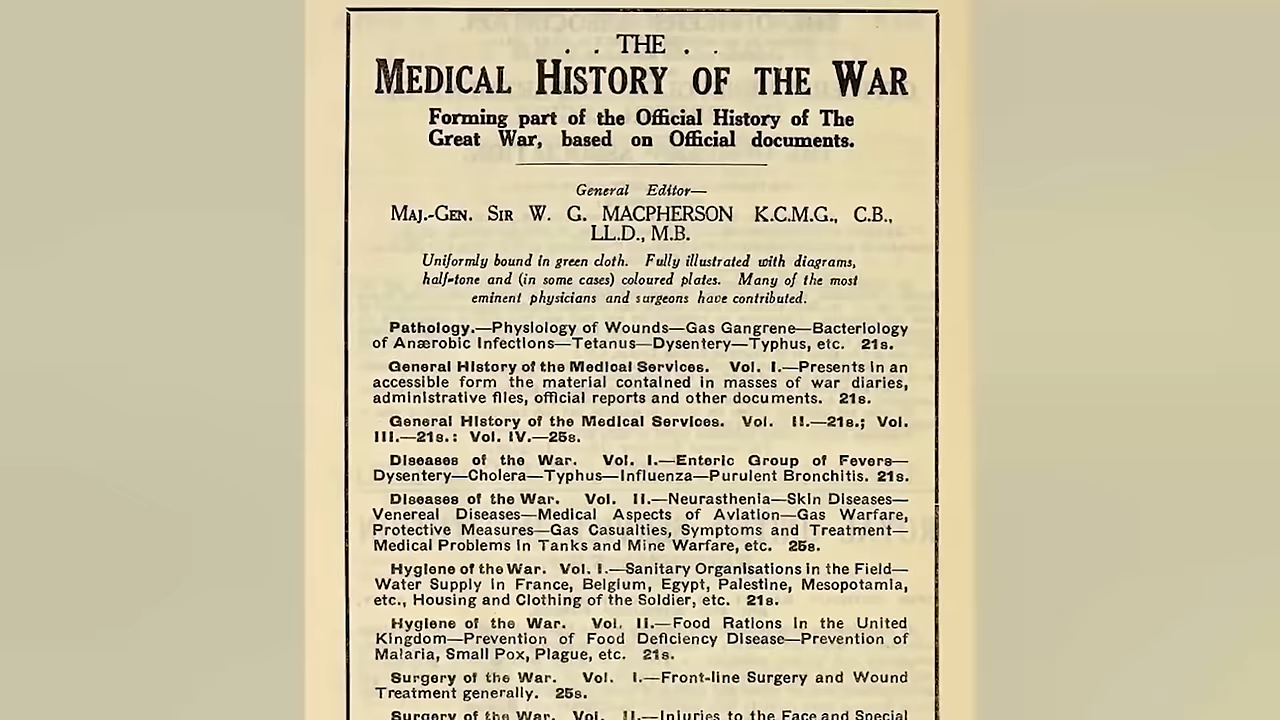 . . THE . .
MEDICAL HISTORY OF THE WAR
Forming part of the Official History of The
Great War, based on Official documents.
General Editor—
MAJ.-GEN. SIR W. G. MACPHERSON K.C.M.G., C.B.,
LL.D., M.B.
Uniformly bound in green cloth. Fully illustrated with diagrams,
half-tone and (in some cases) coloured plates. Many of the most
eminent physicians and surgeons have contributed.
Pathology.—Physiology of Wounds—Gas Gangrene—Bacteriology
of Anærobic Infections—Tetanus—Dysentery—Typhus, etc. 21s.
General History of the Medical Services. Vol. I.—Presents in an
accessible form the material contained in masses of war diaries,
administrative files, official reports and other documents. 21s.
General History of the Medical Services. Vol. II.—21s.; Vol.
III.—21s.: Vol. IV.—25s.
Diseases of the War. Vol. I.—Enteric Group of Fevers—
Dysentery—Cholera—Typhus—Influenza—Purulent Bronchitis. 21s.
Diseases of the War. Vol. II.—Neurasthenia—Skin Diseases—
Venereal Diseases—Medical Aspects of Aviation—Gas Warfare,
Protective Measures—Gas Casualties, Symptoms and Treatment—
Medical Problems in Tanks and Mine Warfare, etc. 25s.
Hygiene of the War. Vol. I.—Sanitary Organisations in the Field—
Water Supply in France, Belgium, Egypt, Palestine, Mesopotamia,
etc., Housing and Clothing of the Soldier, etc. 21s.
Hygiene of the War. Vol. II.—Food Rations in the United
Kingdom—Prevention of Food Deficiency Disease—Prevention of
Malaria, Small Pox, Plague, etc. 21s.
Surgery of the War. Vol. I.—Front-line Surgery and Wound
Treatment generally. 25s.
Surgery of the War. Vol. II.—Injuries to the Face and Special